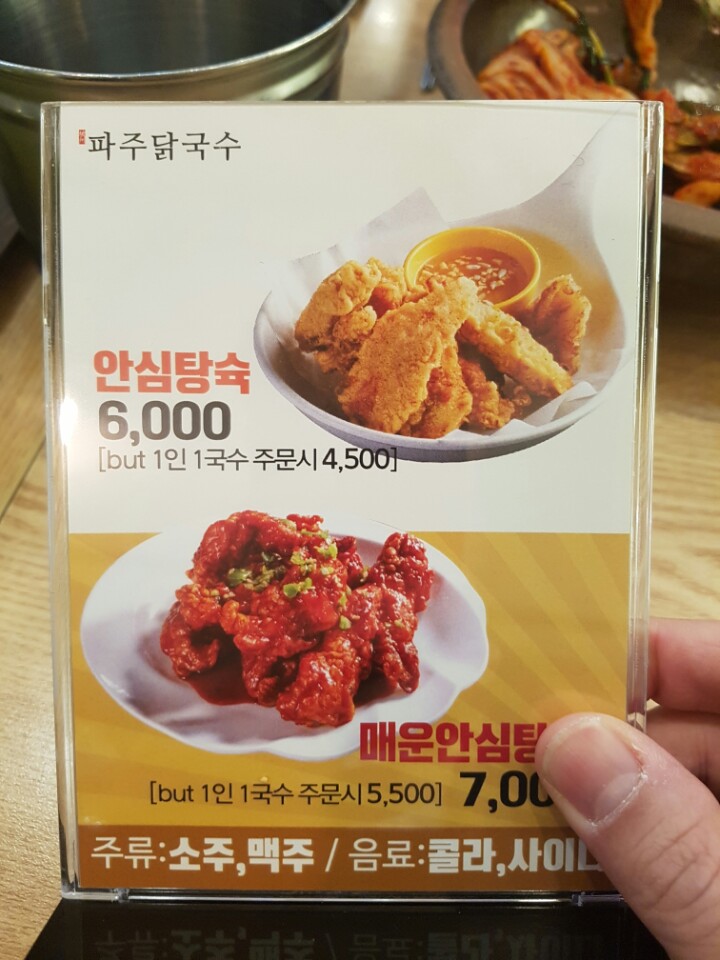 파주닭국수
안심탕슉
6,000
[but 1인 1국수 주문시 4,500]
매운안심탕
[but 1인 1국수 주문시 5,500] 7,00
주류:소주,맥주 / 음료:콜라,사이